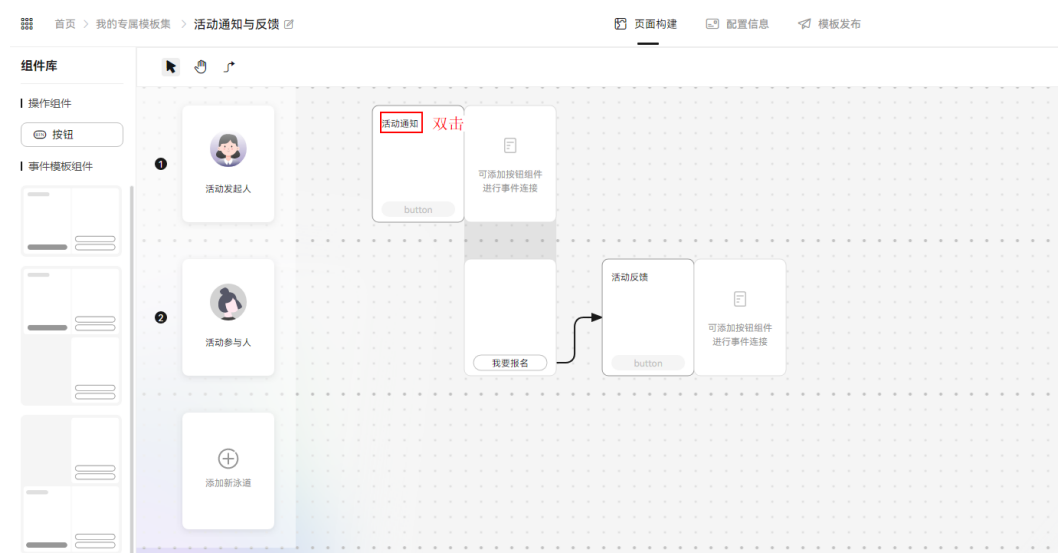 首页 > 我的专属模板集 > 活动通知与反馈
页面构建
配置信息
模板发布
组件库
操作组件
按钮
事件模板组件
1
活动发起人
活动通知
双击
button
可添加按钮组件
进行事件连接
2
活动参与人
我要报名
活动反馈
button
可添加按钮组件
进行事件连接
添加新泳道